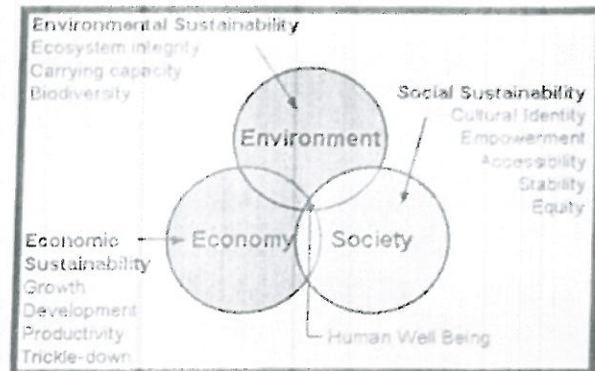 Environmental Sustainability
Ecosystem integrity
Carrying capacity
Biodiversity
Social Sustainability
Cultural Identity
Empowerment
Accessibility
Stability
Equity
Environment
Economy
Society
Economic
Sustainability
Growth
Development
Productivity
Trickle-down
Human Well Being